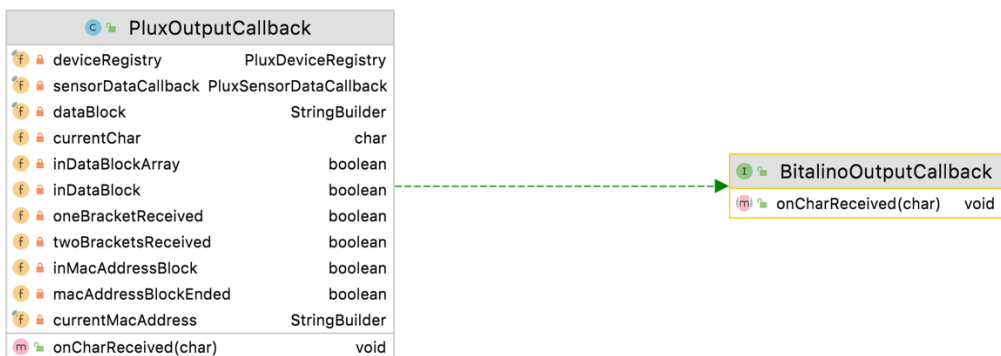 PluxOutputCallback
deviceRegistry PluxDeviceRegistry
sensorDataCallback PluxSensorDataCallback
dataBlock StringBuilder
currentChar char
inDataBlockArray boolean
inDataBlock boolean
oneBracketReceived boolean
twoBracketsReceived boolean
inMacAddressBlock boolean
macAddressBlockEnded boolean
currentMacAddress StringBuilder
onCharReceived(char) void
BitalinoOutputCallback
onCharReceived(char) void